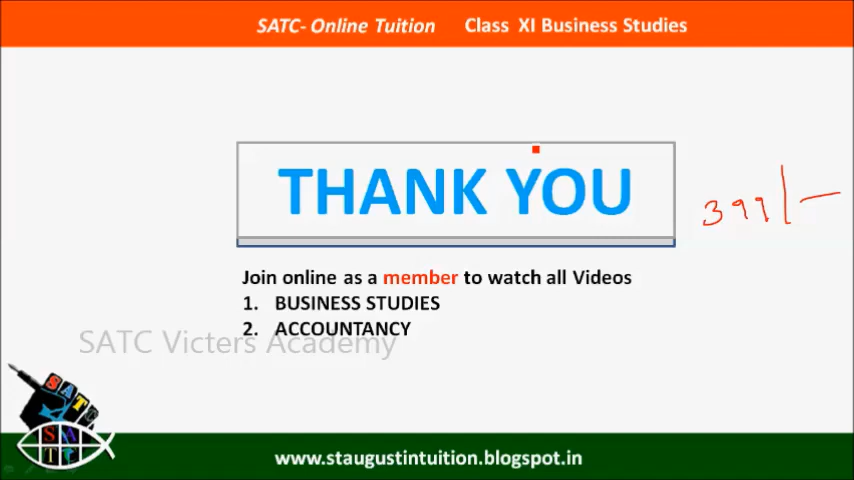 SATC- Online Tuition Class XI Business Studies
THANK YOU
399/-
Join online as a member to watch all Videos
1. BUSINESS STUDIES
2. ACCOUNTANCY
SATC Victers Academy
SATC
S A
T C
www.staugustintuition.blogspot.in